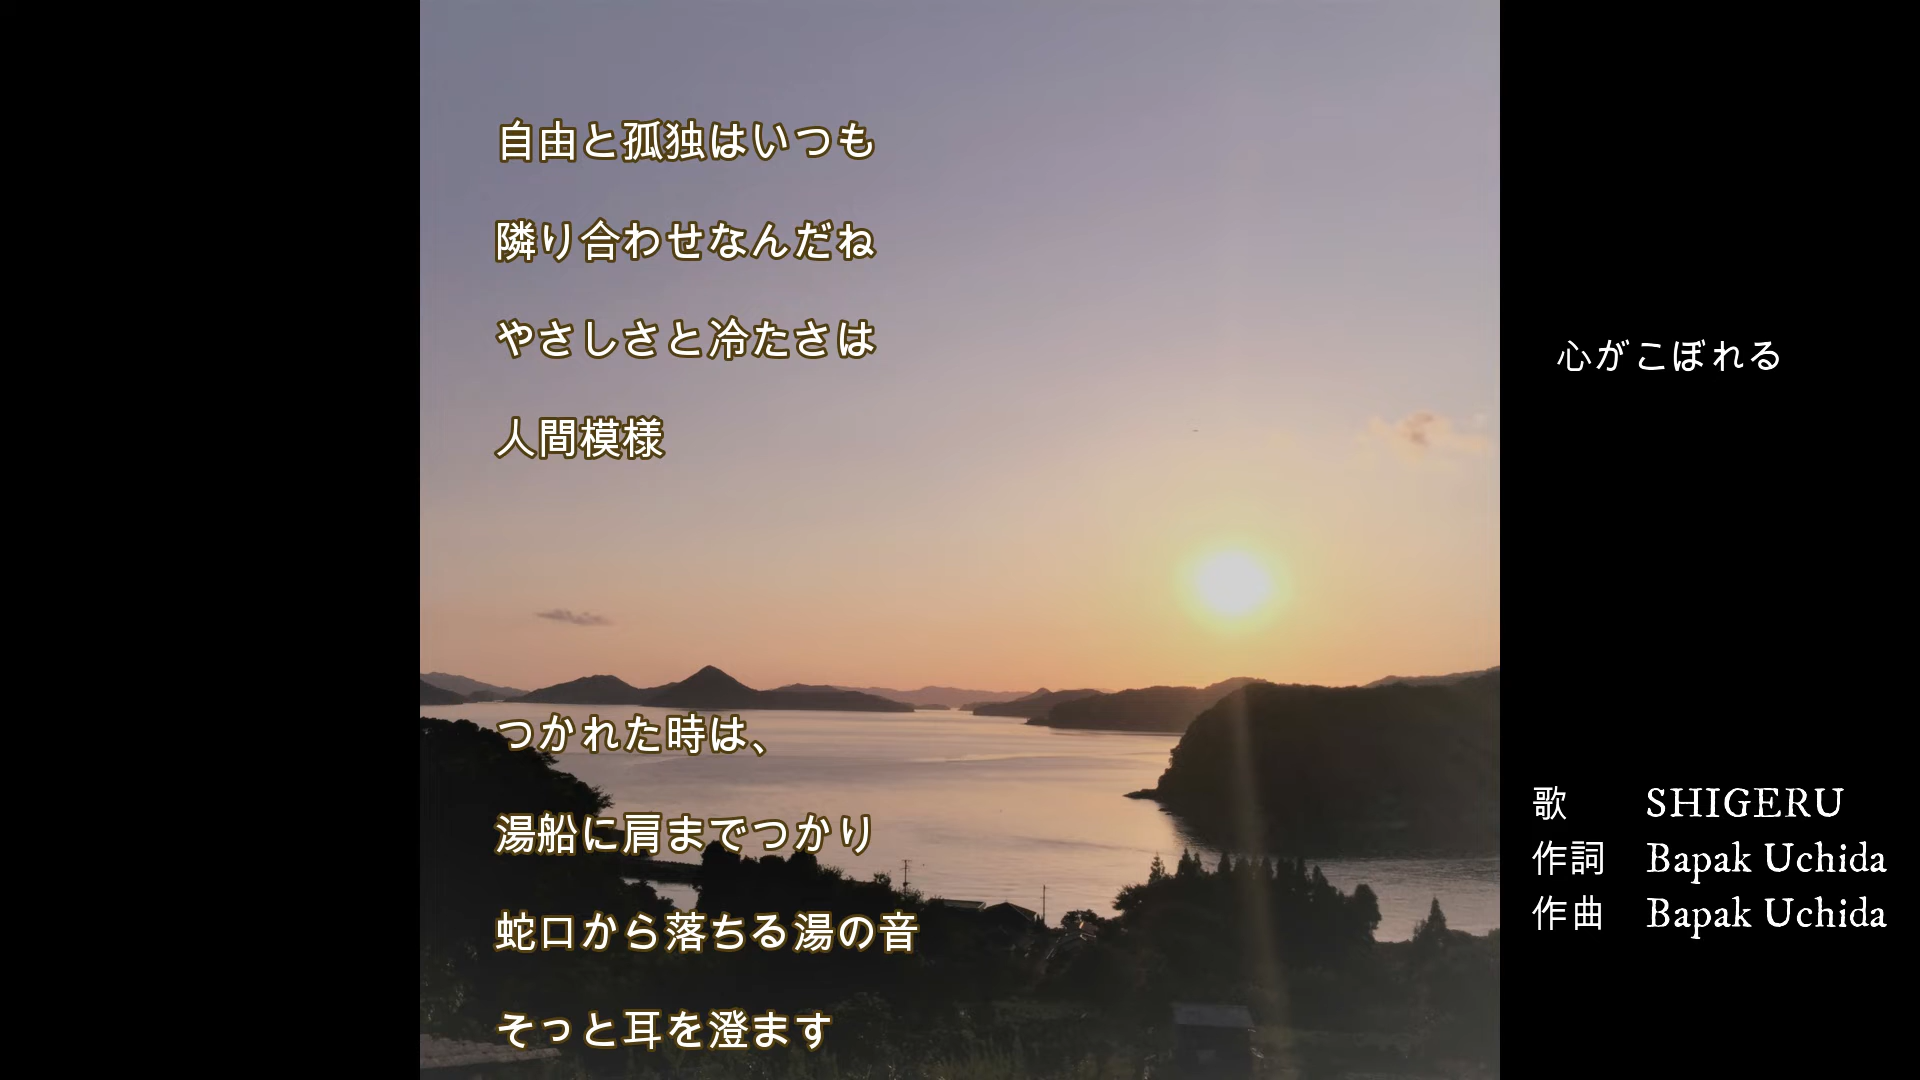 自由と孤独はいつも
隣り合わせなんだね
やさしさと冷たさは
人間模様
つかれた時は、
湯船に肩までつかり
蛇口から落ちる湯の音
そっと耳を澄ます
心がこぼれる
歌 SHIGERU
作詞 Bapak Uchida
作曲 Bapak Uchida